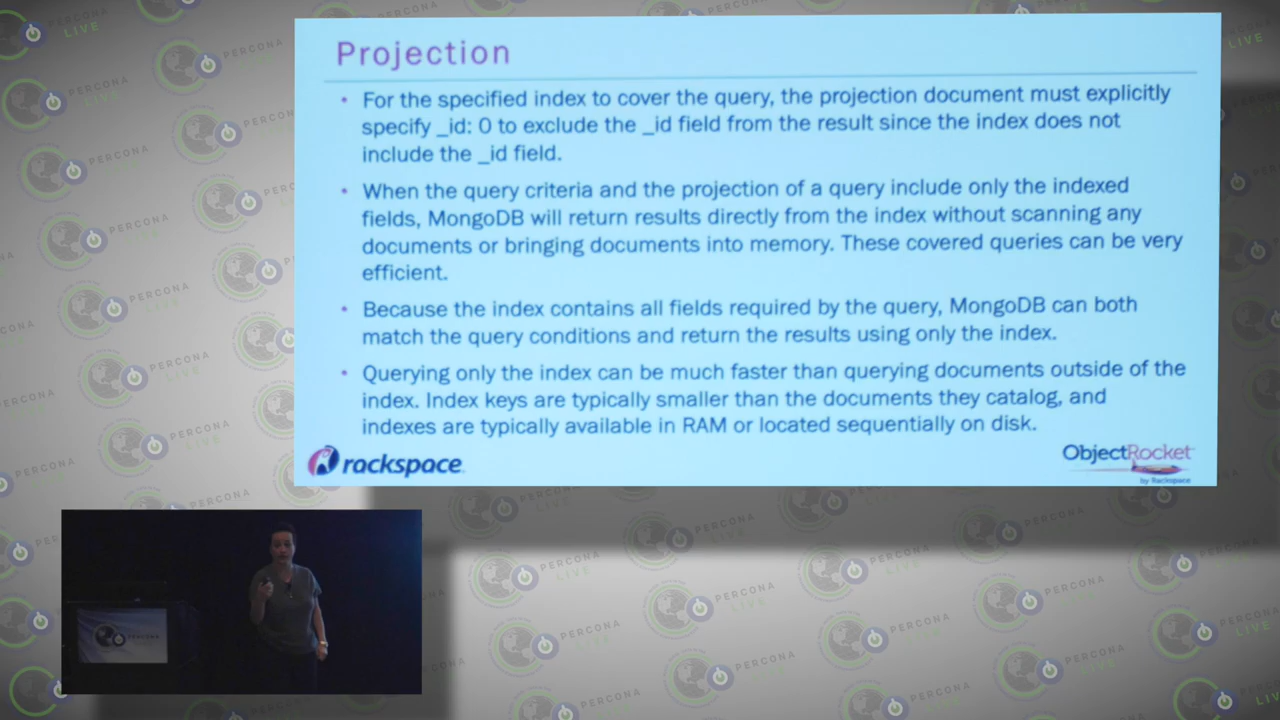 Projection
• For the specified index to cover the query, the projection document must explicitly
specify _id: 0 to exclude the _id field from the result since the index does not
include the _id field.
• When the query criteria and the projection of a query include only the indexed
fields, MongoDB will return results directly from the index without scanning any
documents or bringing documents into memory. These covered queries can be very
efficient.
• Because the index contains all fields required by the query, MongoDB can both
match the query conditions and return the results using only the index.
• Querying only the index can be much faster than querying documents outside of the
index. Index keys are typically smaller than the documents they catalog, and
indexes are typically available in RAM or located sequentially on disk.
rackspace
ObjectRocket
by Rackspace
PERCONA
LIVE
PERCONA